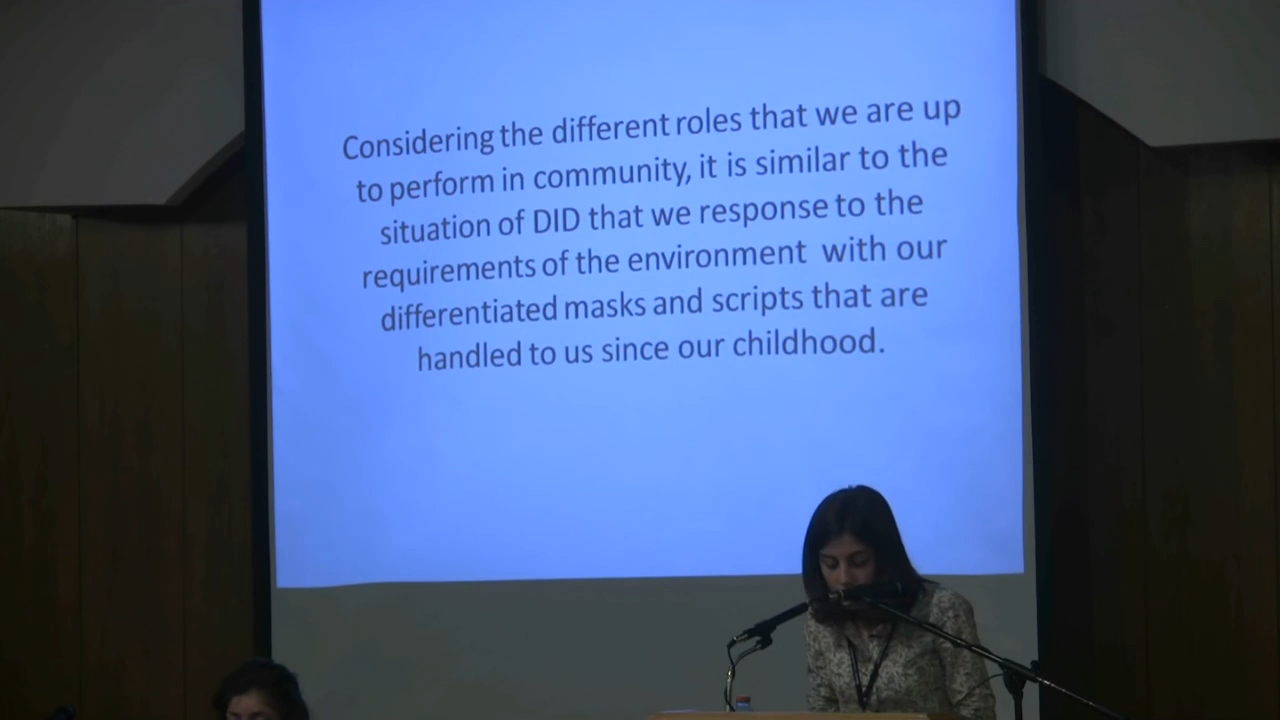 Considering the different roles that we are up
to perform in community, it is similar to the
situation of DID that we response to the
requirements of the environment with our
differentiated masks and scripts that are
handled to us since our childhood.